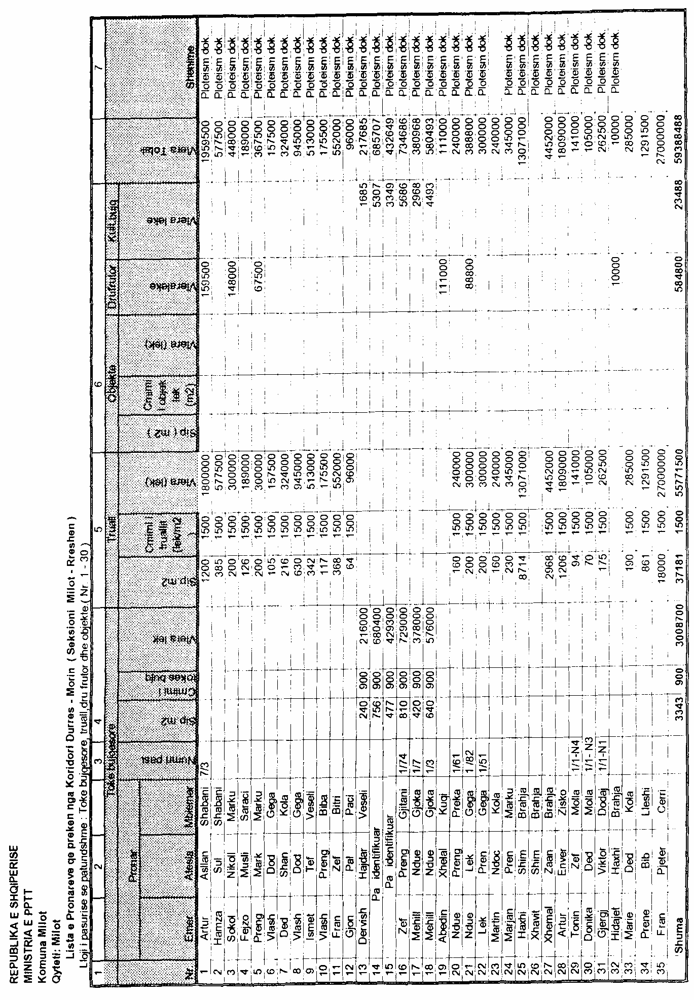 REPUBLIKA E SHQIPERISE
MINISTRIA E PPTT
Komuna Milot
Qyteti: Milot
Lista e Pronareve qe preken nga Koridori Durres - Morin ( Seksioni Milot - Rreshen )
Lloji i pasurise se patundshme : Toke bujqesore, truall, dru frutor dhe objekte ( Nr 1 - 30 )
1 2 3 4 5 6 7
Pronar Toke bujqesore Truall Objekta Drufrutor Kult.bujq
Nr Emer Atesia Mbiemar Numri pasi Sip m2 Cmimi i tokes bujq Vlera lek Sip m2 Cmimi i truallit (lek/m2 ) Vlera (lek) Sip ( m2 ) Cmimi i objek lek (m2) Vlera (lek) Vleraleke Vlera leke Vlera Totale Shenime
1 Artur Aslan Shabani 7/3 1200 1500 1800000 159500 1959500 Ploteism dok.
2 Hamza Sul Shabani 385 1500 577500 577500 Ploteism dok.
3 Sokol Nikoll Marku 200 1500 300000 148000 448000 Ploteism dok.
4 Fejzo Musli Saraci 126 1500 189000 189000 Ploteism dok.
5 Preng Mark Marku 200 1500 300000 67500 367500 Ploteism dok.
6 Vlash Dod Gega 105 1500 157500 157500 Ploteism dok.
7 Ded Shan Kola 216 1500 324000 324000 Ploteism dok.
8 Vlash Dod Gega 630 1500 945000 945000 Ploteism dok.
9 Ismet Tef Veseli 342 1500 513000 513000 Ploteism dok.
10 Vlash Preng Biba 117 1500 175500 175500 Ploteism dok.
11 Fran Zef Bitri 368 1500 552000 552000 Ploteism dok.
12 Gjon Pal Paci 64 1500 96000 96000 Ploteism dok.
13 Dervish Hajdar Veseli 240 900 216000 1685 217685 Ploteism dok.
14 Pa identifikuar 756 900 680400 5307 685707 Ploteism dok.
15 Pa identifikuar 477 900 429300 3349 432649 Ploteism dok.
16 Zef Preng Gjitani 1/74 810 900 729000 5686 734686 Ploteism dok.
17 Mehill Ndue Gjoka 1/7 420 900 378000 2968 380968 Ploteism dok.
18 Mehill Ndue Gjoka 1/3 640 900 576000 4493 580493 Ploteism dok.
19 Abedin Xhelal Kuqi 111000 111000 Ploteism dok.
20 Ndue Preng Preka 1/61 160 1500 240000 240000 Ploteism dok.
21 Ndue Lek Gega 1 /82 200 1500 300000 88800 388800 Ploteism dok.
22 Lek Pren Gega 1/51 200 1500 300000 300000 Ploteism dok.
23 Martin Ndoc Kola 160 1500 240000 240000
24 Marjan Pren Marku 230 1500 345000 345000 Ploteism dok.
25 Haxhi Shim Brahja 8714 1500 13071000 13071000 Ploteism dok.
26 Xhavit Shim Brahja Ploteism dok.
27 Xhemal Zaan Brahja 2968 1500 4452000 4452000 Ploteism dok.
28 Artur Enver Zisko 1206 1500 1809000 1809000 Ploteism dok.
29 Tonin Zef Molla 1/1-N4 94 1500 141000 141000 Ploteism dok.
30 Donika Ded Molla 1/1- N3 70 1500 105000 105000 Ploteism dok.
31 Gjergj Viktor Dodaj 1/1-N1 175 1500 262500 262500 Ploteism dok.
32 Hidajet Haxhi Brahja 10000 10000 Ploteism dok.
33 Marie Ded Kola 190 1500 285000 285000
34 Prene Bib Lleshi 861 1500 1291500 1291500
35 Fran Pjeter Cerri 18000 1500 27000000 27000000
Shuma 3343 900 3008700 37181 1500 55771500 584800 23488 59388488